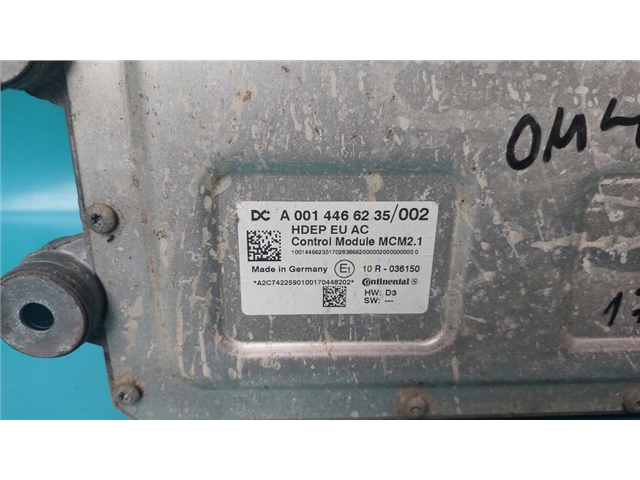 OM4
DC A 001 446 62 35/002
HDEP EU AC
Control Module MCM2.1
Made in Germany E1 10 R - 036150
*A2C7422590100170448202* Continental
HW: D3
SW: ---